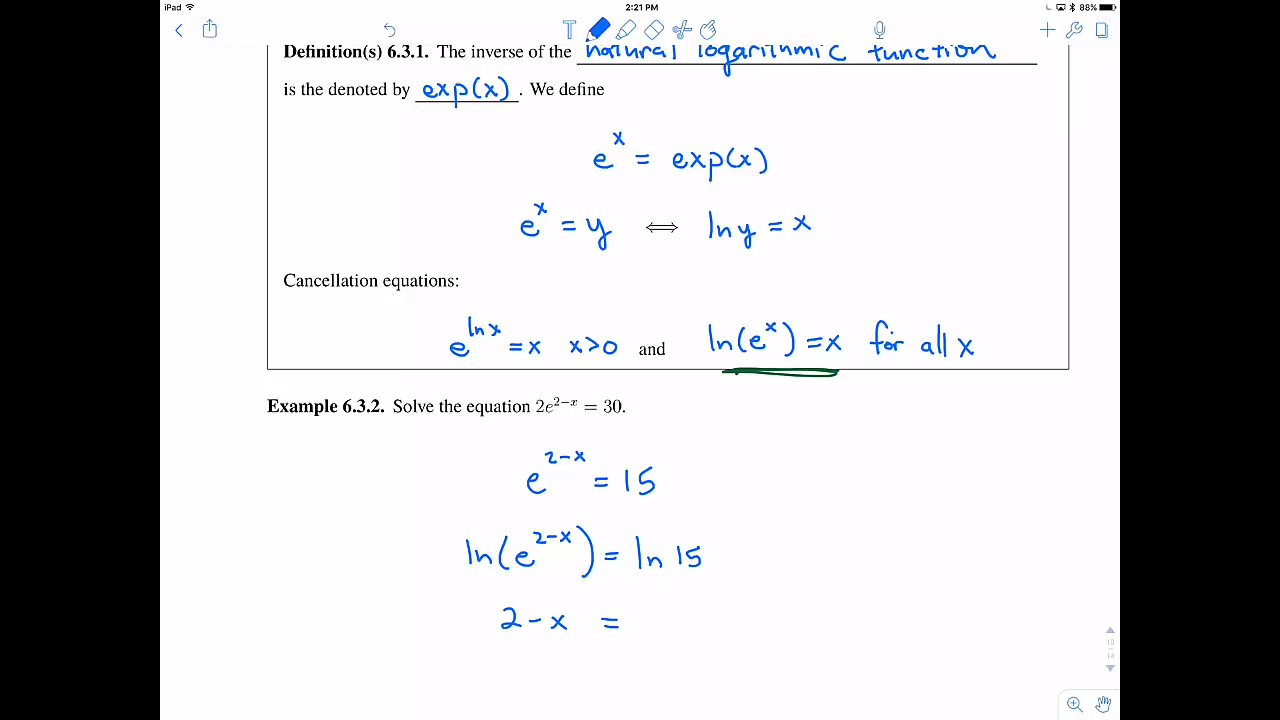 iPad 2:21 PM 88%
T
Definition(s) 6.3.1. The inverse of the natural logarithmic function
is the denoted by exp(x). We define
e^x = exp(x)
e^x = y ⟺ ln y = x
Cancellation equations:
e^{ln x} = x x>0 and ln(e^x) = x for all x
Example 6.3.2. Solve the equation 2e^{2−x} = 30.
e^{2-x} = 15
ln(e^{2-x}) = ln 15
2-x =
10
14